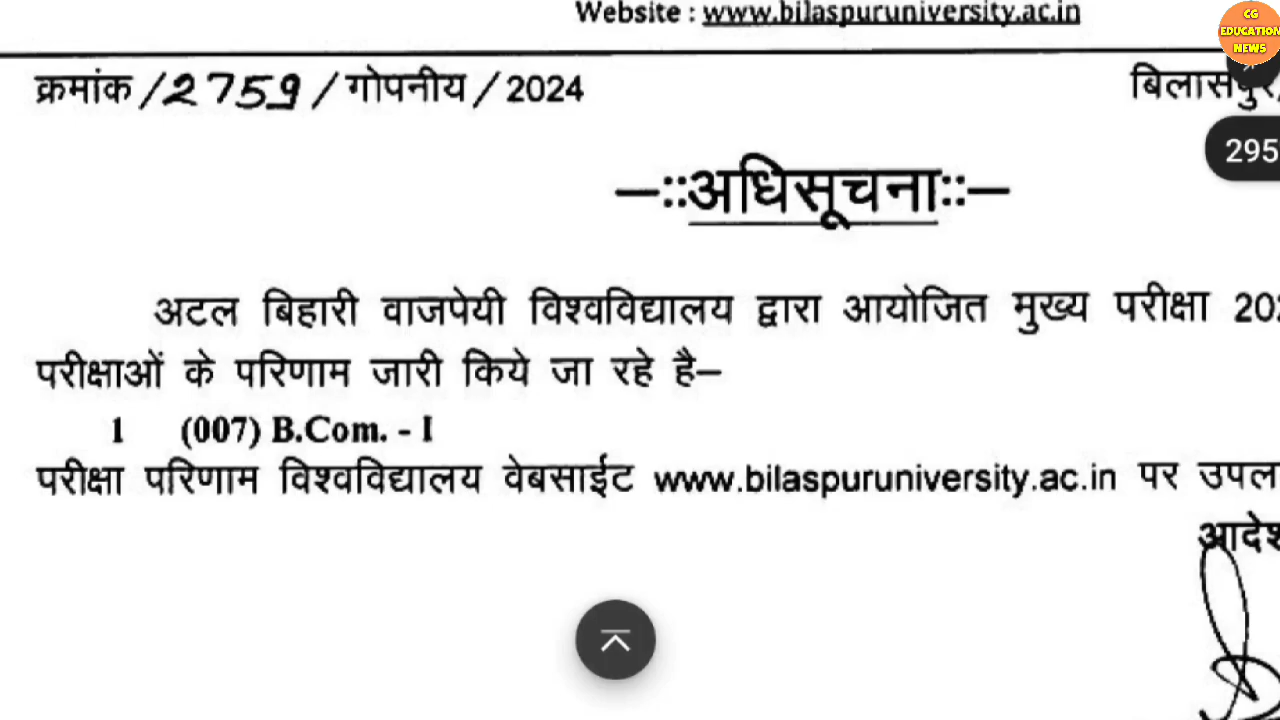 Website : www.bilaspuruniversity.ac.in
CG
EDUCATION
NEWS
क्रमांक /2759/गोपनीय/2024
बिलासपुर,
295
—::अधिसूचना::—
अटल बिहारी वाजपेयी विश्वविद्यालय द्वारा आयोजित मुख्य परीक्षा
परीक्षाओं के परिणाम जारी किये जा रहे है—
1 (007) B.Com. - I
परीक्षा परिणाम विश्वविद्यालय वेबसाईट www.bilaspuruniversity.ac.in पर